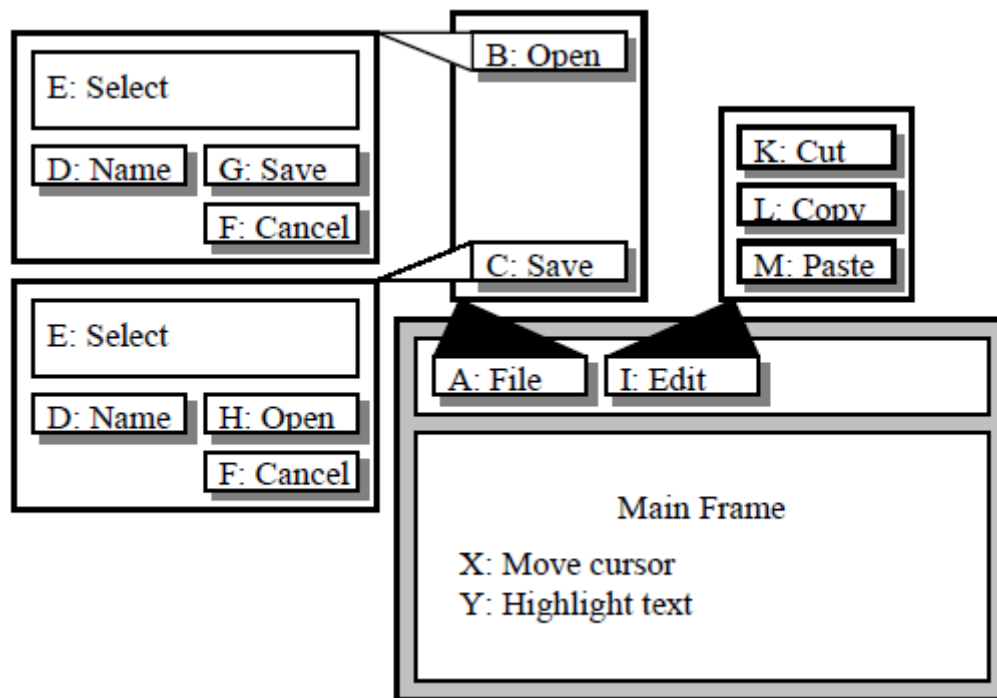 B: Open
E: Select
D: Name
G: Save
F: Cancel
K: Cut
L: Copy
M: Paste
C: Save
E: Select
D: Name
H: Open
F: Cancel
A: File
I: Edit
Main Frame
X: Move cursor
Y: Highlight text